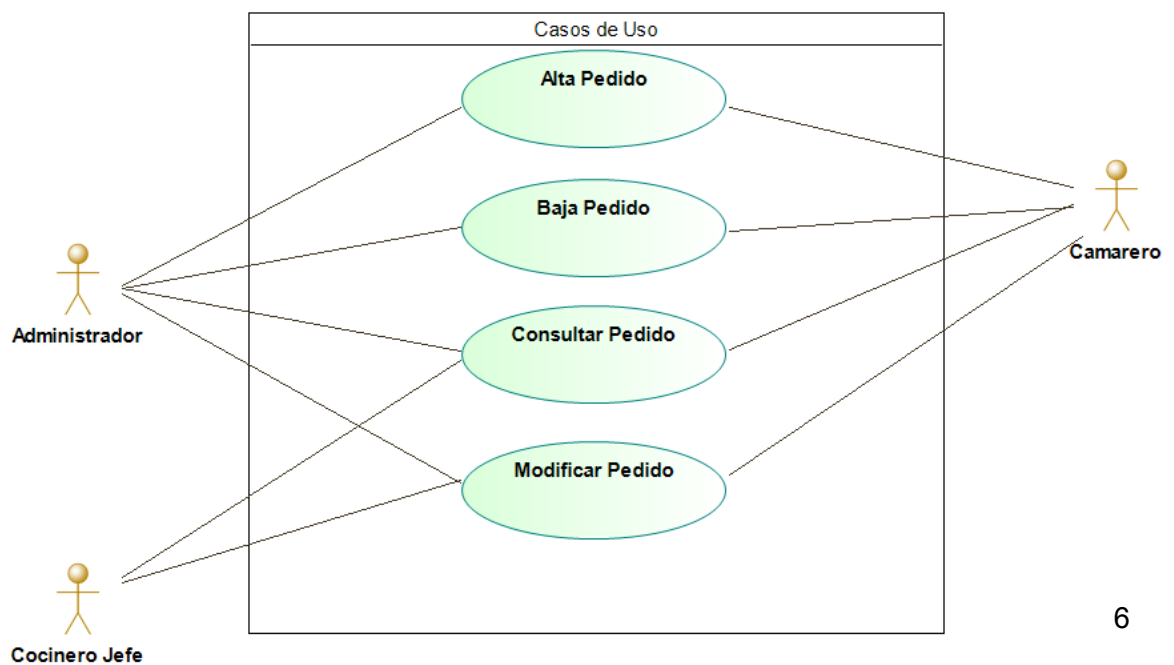 Casos de Uso
Alta Pedido
Baja Pedido
Camarero
Administrador
Consultar Pedido
Modificar Pedido
6
Cocinero Jefe